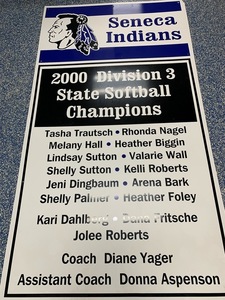 Seneca
Indians
2000 Division 3
State Softball
Champions
Tasha Trautsch • Rhonda Nagel
Melany Hall • Heather Biggin
Lindsay Sutton • Valarie Wall
Shelly Sutton • Kelli Roberts
Jeni Dingbaum • Arena Bark
Shelly Palmer • Heather Foley
Kari Dahlberg • Dana Fritsche
Jolee Roberts
Coach Diane Yager
Assistant Coach Donna Aspenson